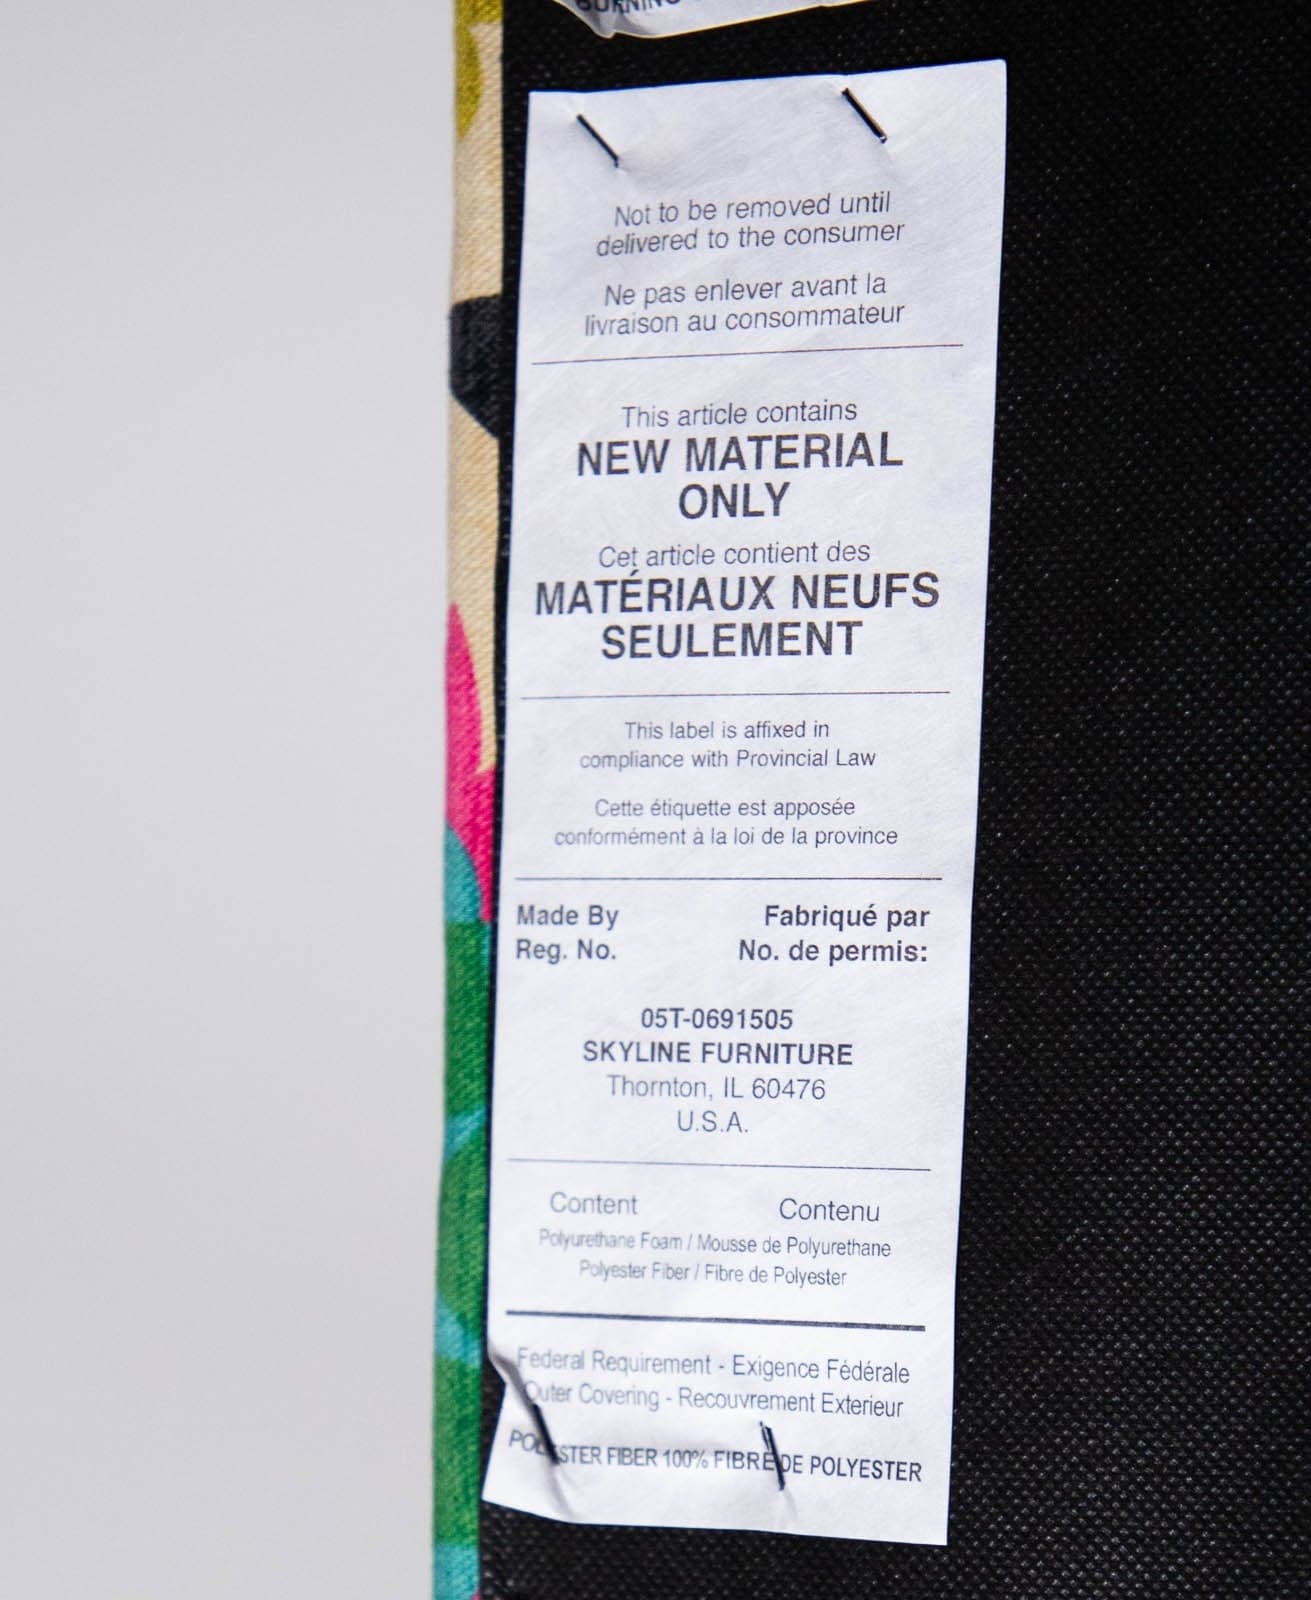 BURNING
Not to be removed until
delivered to the consumer
Ne pas enlever avant la
livraison au consommateur
This article contains
NEW MATERIAL
ONLY
Cet article contient des
MATÉRIAUX NEUFS
SEULEMENT
This label is affixed in
compliance with Provincial Law
Cette étiquette est apposée
conformément à la loi de la province
Made By Fabriqué par
Reg. No. No. de permis:
05T-0691505
SKYLINE FURNITURE
Thornton, IL 60476
U.S.A.
Content Contenu
Polyurethane Foam / Mousse de Polyurethane
Polyester Fiber / Fibre de Polyester
Federal Requirement - Exigence Fédérale
Outer Covering - Recouvrement Exterieur
POLYESTER FIBER 100% FIBRE DE POLYESTER